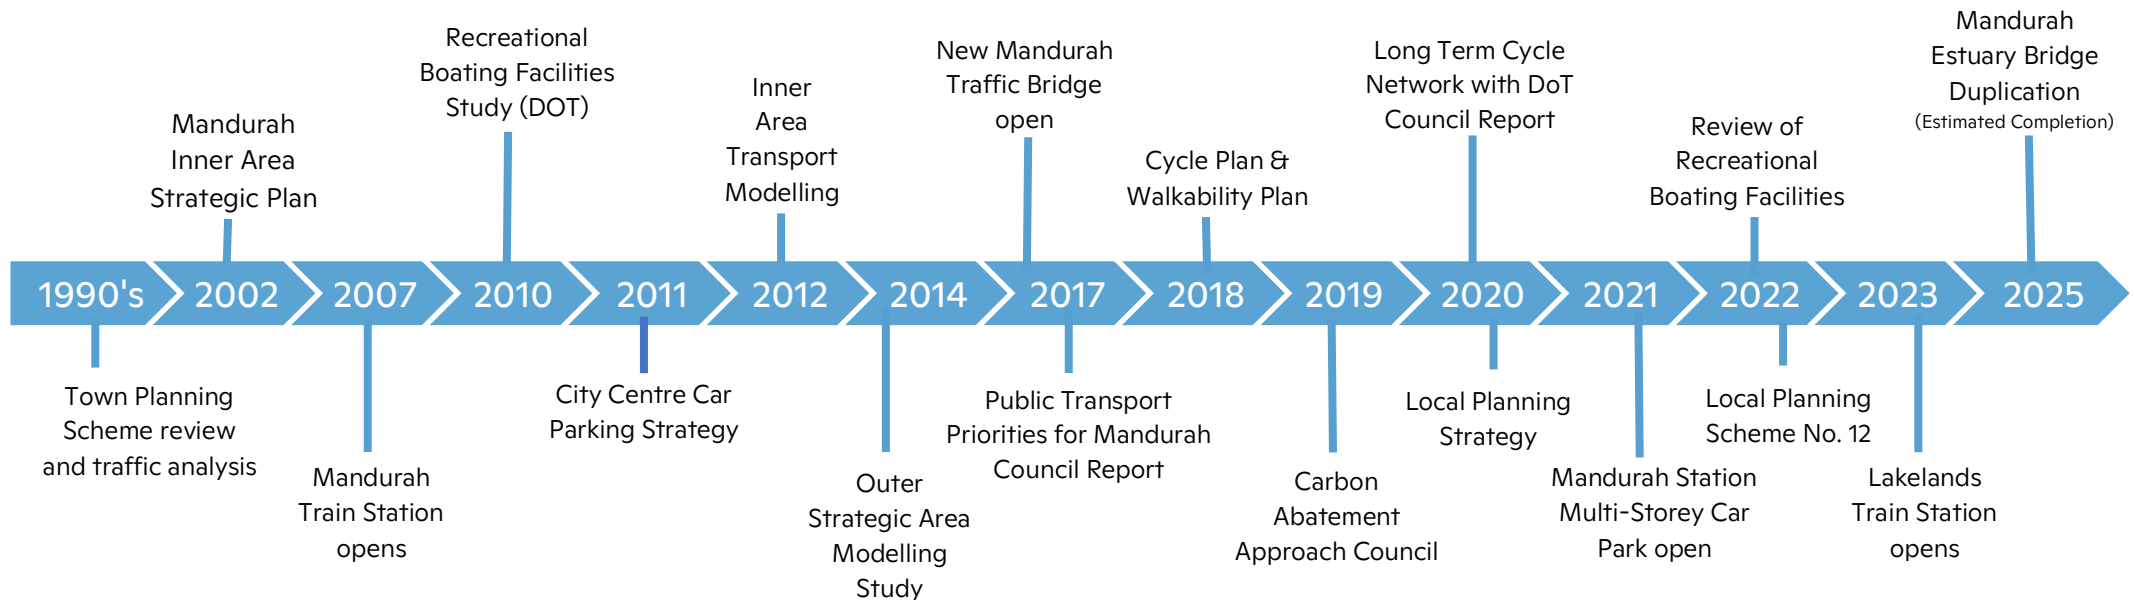 Recreational
Boating Facilities
Study (DOT)
Mandurah
Inner Area
Strategic Plan
Inner
Area
Transport
Modelling
New Mandurah
Traffic Bridge
open
Cycle Plan &
Walkability Plan
Long Term Cycle
Network with DoT
Council Report
Review of
Recreational
Boating Facilities
Mandurah
Estuary Bridge
Duplication
(Estimated Completion)
1990's 2002 2007 2010 2011 2012 2014 2017 2018 2019 2020 2021 2022 2023 2025
Town Planning
Scheme review
and traffic analysis
Mandurah
Train Station
opens
City Centre Car
Parking Strategy
Outer
Strategic Area
Modelling
Study
Public Transport
Priorities for Mandurah
Council Report
Carbon
Abatement
Approach Council
Local Planning
Strategy
Mandurah Station
Multi-Storey Car
Park open
Local Planning
Scheme No. 12
Lakelands
Train Station
opens